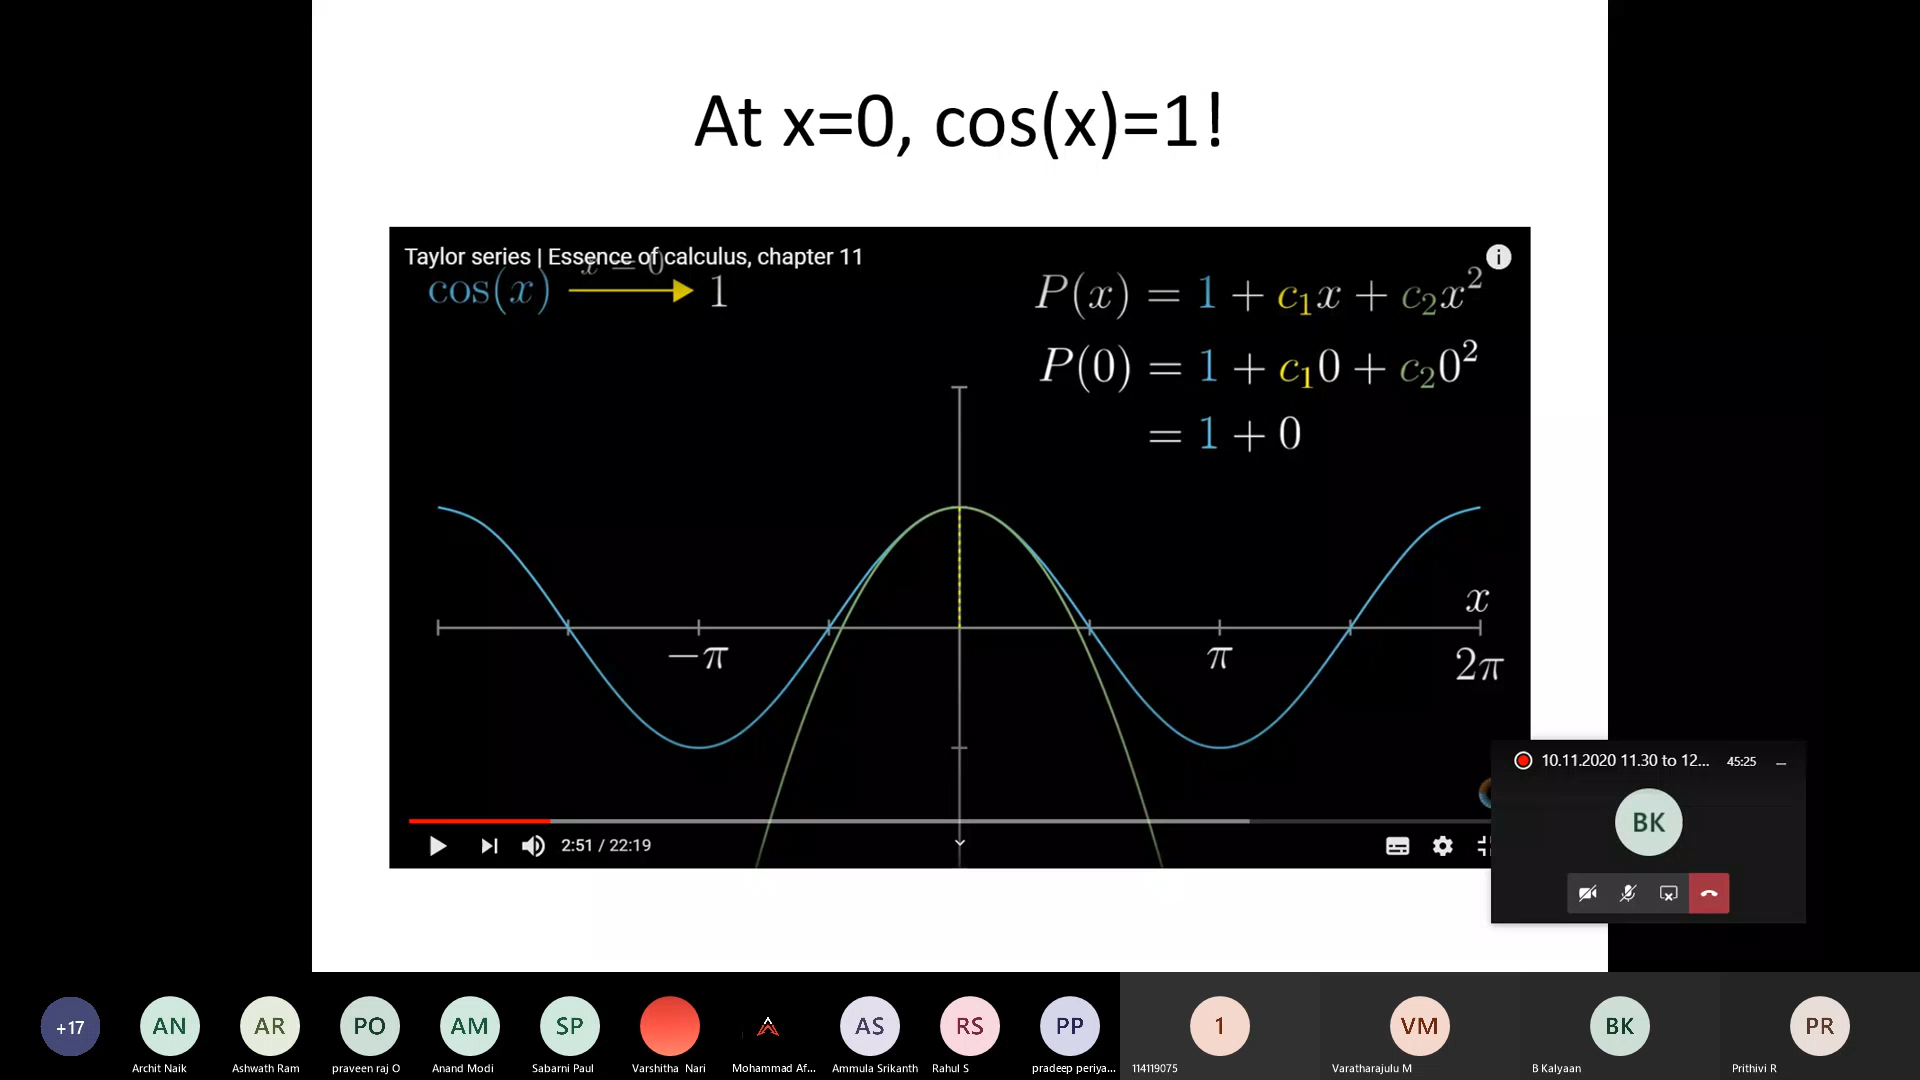 At x=0, cos(x)=1!
Taylor series | Essence of calculus, chapter 11
x = 0
cos(x) 1
P(x) = 1 + c₁x + c₂x²
P(0) = 1 + c₁0 + c₂0²
= 1 + 0
x
−π π 2π
2:51 / 22:19
10.11.2020 11.30 to 12... 45:25
BK
+17 AN AR PO AM SP AS RS PP 1 VM BK PR
Archit Naik Ashwath Ram praveen raj O Anand Modi Sabarni Paul Varshitha Nari Mohammad Af... Ammula Srikanth Rahul S pradeep periya... 114119075 Varatharajulu M B Kalyaan Prithivi R